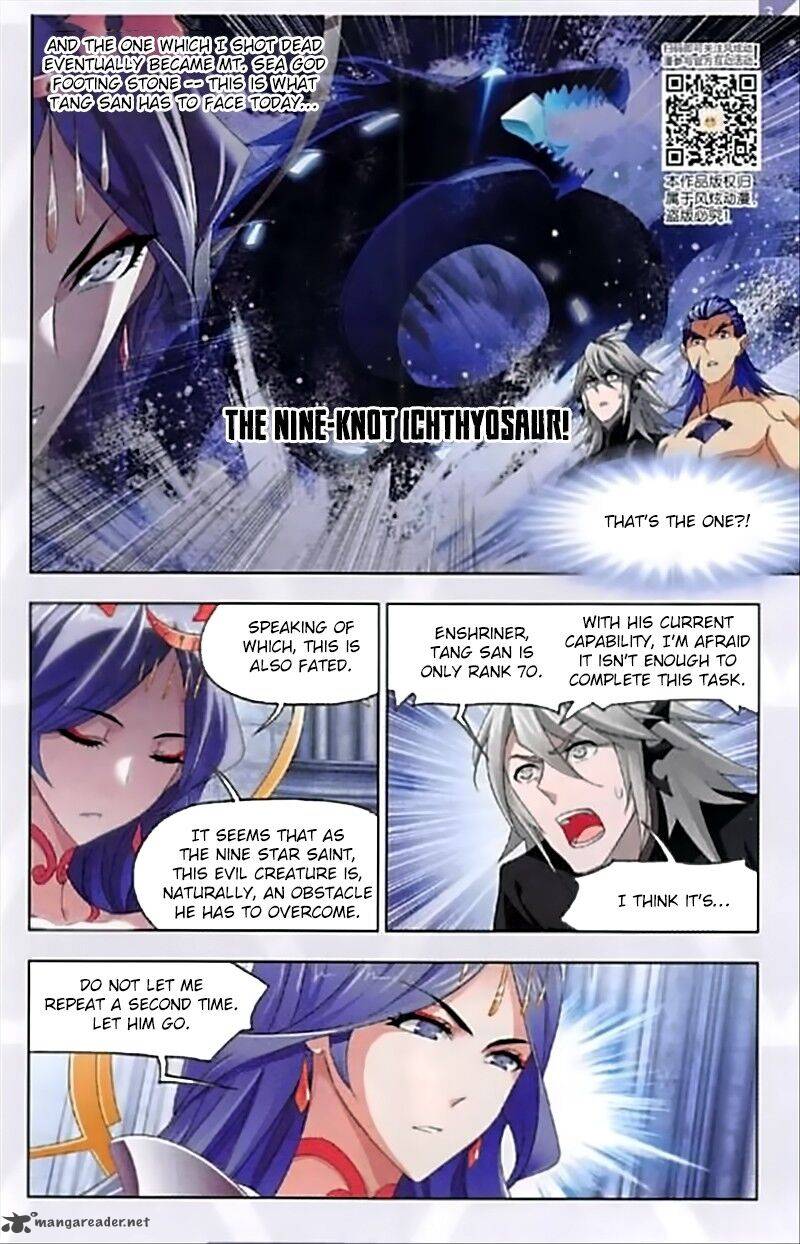 AND THE ONE WHICH I SHOT DEAD
EVENTUALLY BECAME MT. SEA GOD
FOOTING STONE -- THIS IS WHAT
TANG SAN HAS TO FACE TODAY...
3
本作品版权归
属于风炫动漫,
盗版必究!
THE NINE-KNOT ICHTHYOSAUR!
THAT'S THE ONE?!
SPEAKING OF
WHICH, THIS IS
ALSO FATED.
IT SEEMS THAT AS
THE NINE STAR SAINT,
THIS EVIL CREATURE IS,
NATURALLY, AN OBSTACLE
HE HAS TO OVERCOME.
ENSHRINER,
TANG SAN IS
ONLY RANK 70.
WITH HIS CURRENT
CAPABILITY, I'M AFRAID
IT ISN'T ENOUGH TO
COMPLETE THIS TASK.
I THINK IT'S...
DO NOT LET ME
REPEAT A SECOND TIME.
LET HIM GO.
mangareader.net